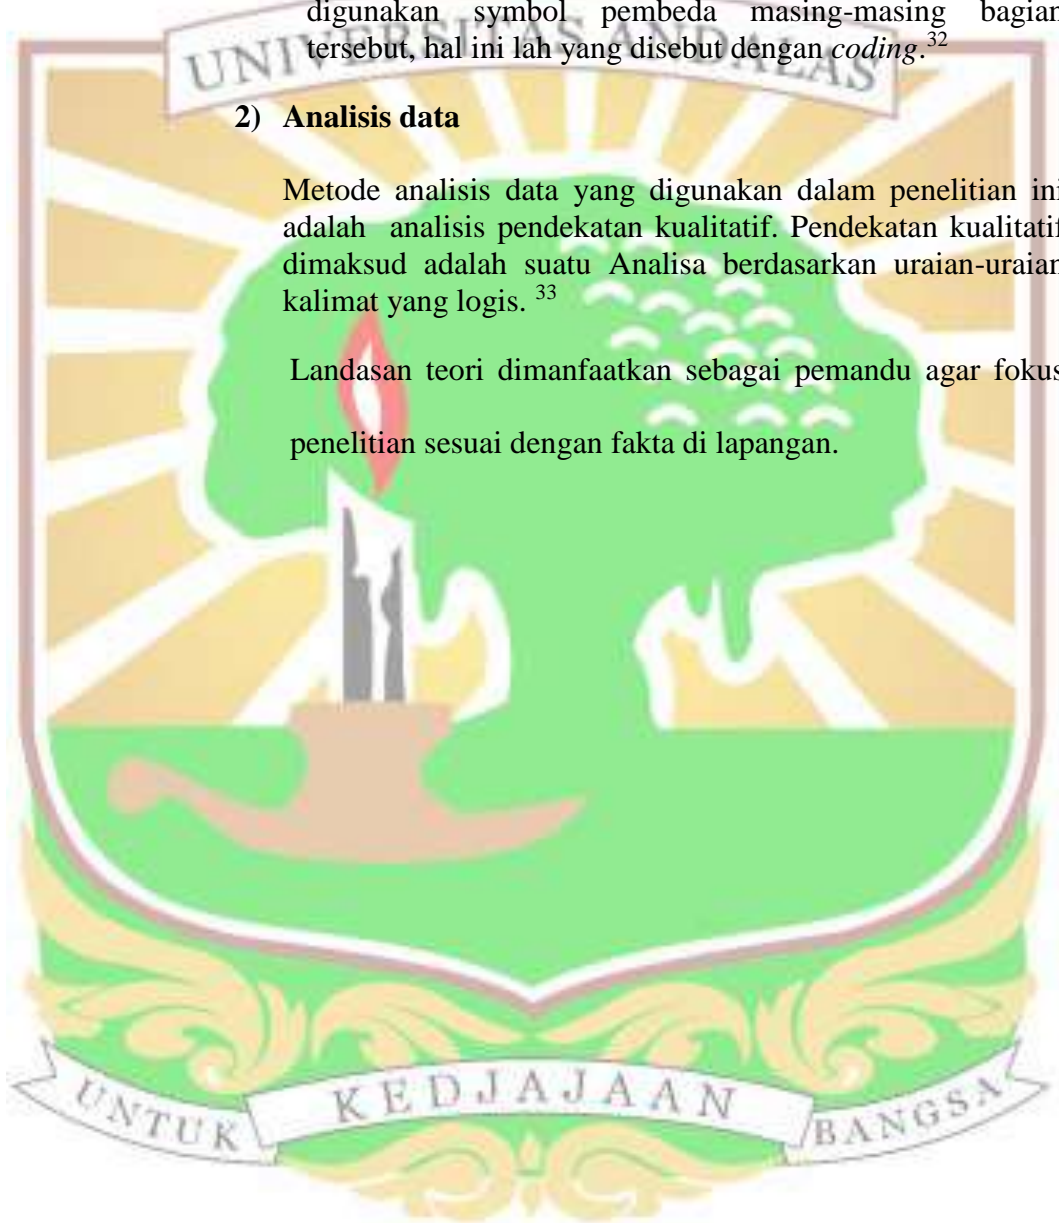 digunakan symbol pembeda masing-masing bagian
UNIVERSITAS ANDALAS
tersebut, hal ini lah yang disebut dengan coding.32
2) Analisis data
Metode analisis data yang digunakan dalam penelitian ini
adalah analisis pendekatan kualitatif. Pendekatan kualitatif
dimaksud adalah suatu Analisa berdasarkan uraian-uraian
kalimat yang logis. 33
Landasan teori dimanfaatkan sebagai pemandu agar fokus
penelitian sesuai dengan fakta di lapangan.
UNTUK KEDJAJAAN BANGSA